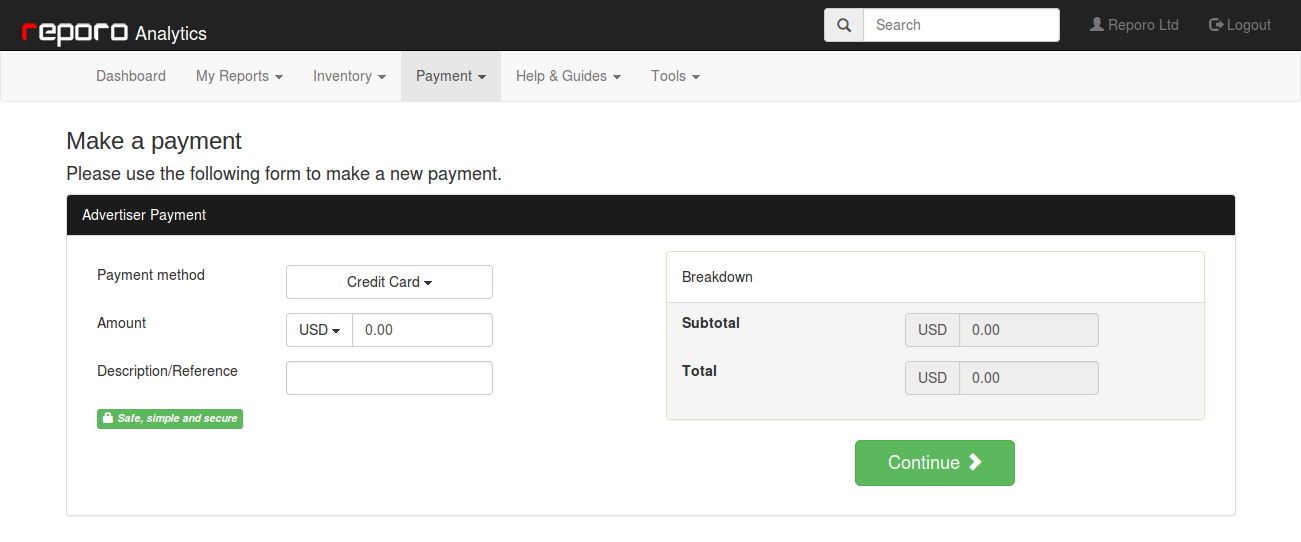 reporo Analytics
Search
Reporo Ltd
Logout
Dashboard
My Reports
Inventory
Payment
Help & Guides
Tools
Make a payment
Please use the following form to make a new payment.
Advertiser Payment
Payment method
Credit Card
Amount
USD
0.00
Description/Reference
Safe, simple and secure
Breakdown
Subtotal
USD
0.00
Total
USD
0.00
Continue